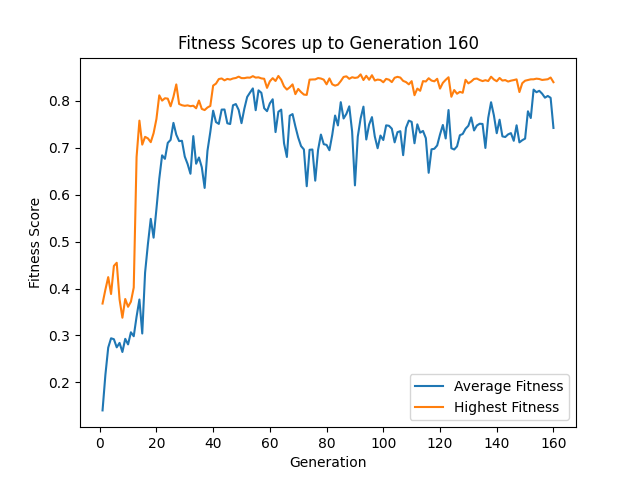 Fitness Scores up to Generation 160
Fitness Score
0.8
0.7
0.6
0.5
0.4
0.3
0.2
0 20 40 60 80 100 120 140 160
Generation
Average Fitness
Highest Fitness